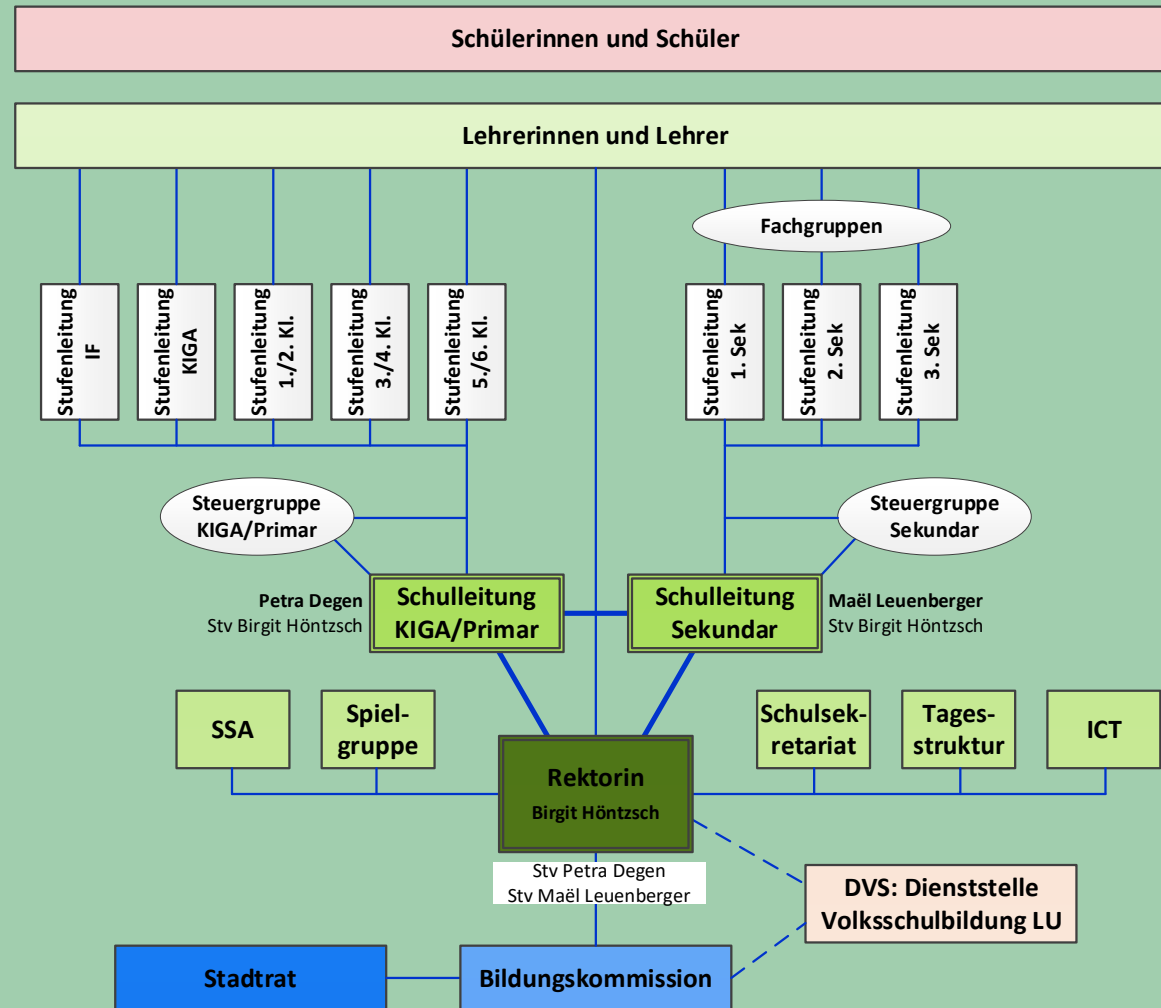 Schülerinnen und Schüler
Lehrerinnen und Lehrer
Fachgruppen
Stufenleitung
IF
Stufenleitung
KIGA
Stufenleitung
1./2. Kl.
Stufenleitung
3./4. Kl.
Stufenleitung
5./6. Kl.
Stufenleitung
1. Sek
Stufenleitung
2. Sek
Stufenleitung
3. Sek
Steuergruppe
KIGA/Primar
Steuergruppe
Sekundar
Petra Degen
Stv Birgit Höntzsch
Schulleitung
KIGA/Primar
Schulleitung
Sekundar
Maël Leuenberger
Stv Birgit Höntzsch
SSA
Spiel-
gruppe
Schulsek-
retariat
Tages-
struktur
ICT
Rektorin
Birgit Höntzsch
Stv Petra Degen
Stv Maël Leuenberger
DVS: Dienststelle
Volksschulbildung LU
Stadtrat
Bildungskommission